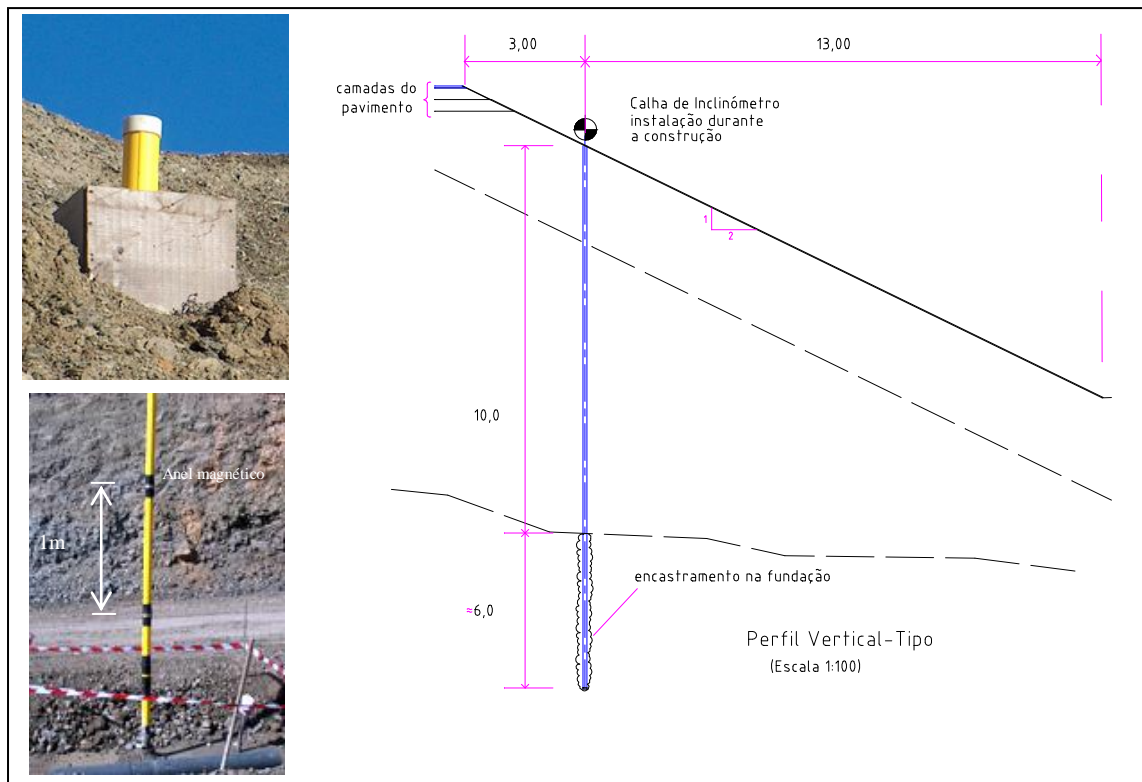 3,00
13,00
camadas do
pavimento
Calha de Inclinómetro
instalação durante
a construção
1
2
Anel magnético
1m
10,0
encastramento na fundação
≈6,0
Perfil Vertical-Tipo
(Escala 1:100)